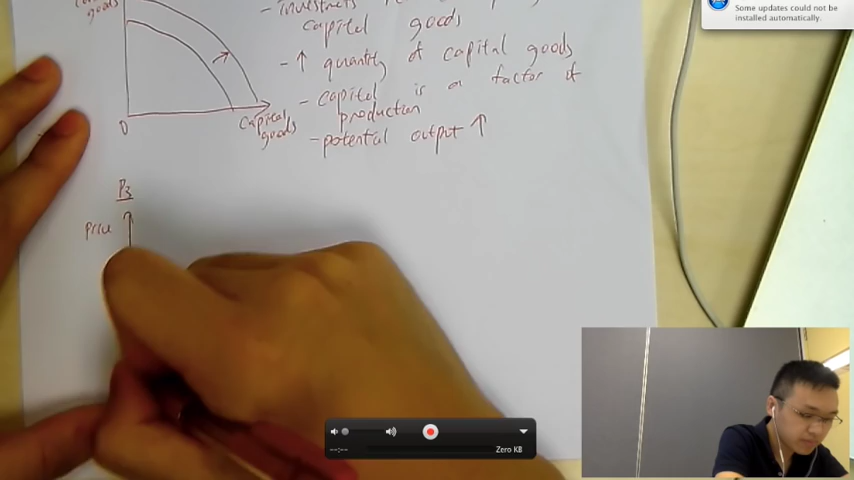 goods
capital goods
- ↑ quantity of capital goods
- capital is a factor of
production
- potential output ↑
0
capital
goods
P3
price
Some updates could not be
installed automatically.
--:--
Zero KB